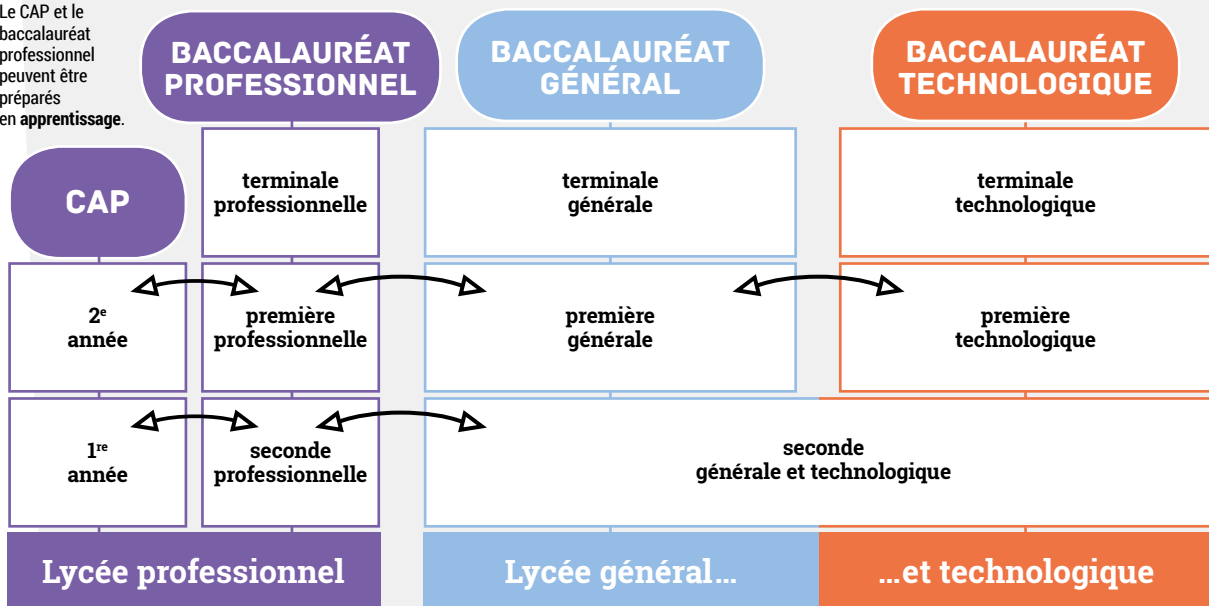 Le CAP et le
baccalauréat
professionnel
peuvent être
préparés
en apprentissage.
BACCALAURÉAT
PROFESSIONNEL
BACCALAURÉAT
GÉNÉRAL
BACCALAURÉAT
TECHNOLOGIQUE
CAP
terminale
professionnelle
terminale
générale
terminale
technologique
2e
année
première
professionnelle
première
générale
première
technologique
1re
année
seconde
professionnelle
seconde
générale et technologique
Lycée professionnel
Lycée général...
...et technologique